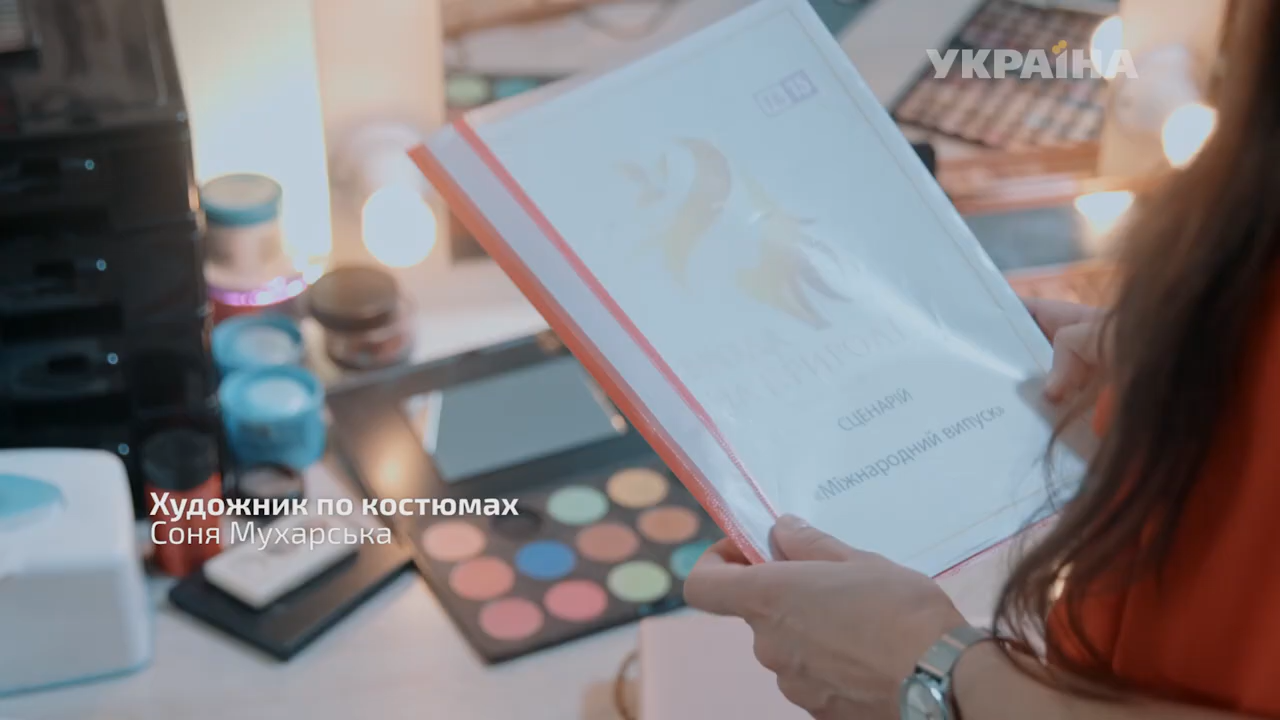 УКРАЇНА
СЦЕНАРІЙ
«Міжнародний випуск»
Художник по костюмах
Соня Мухарська